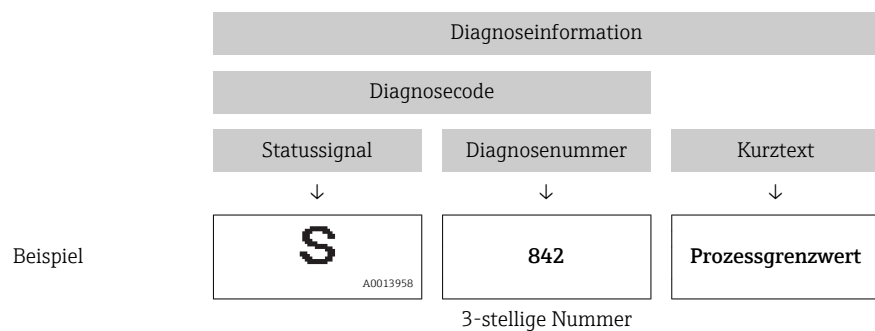 Diagnoseinformation
Diagnosecode
Statussignal Diagnosenummer Kurztext
↓ ↓ ↓
Beispiel S 842 Prozessgrenzwert
A0013958
3-stellige Nummer